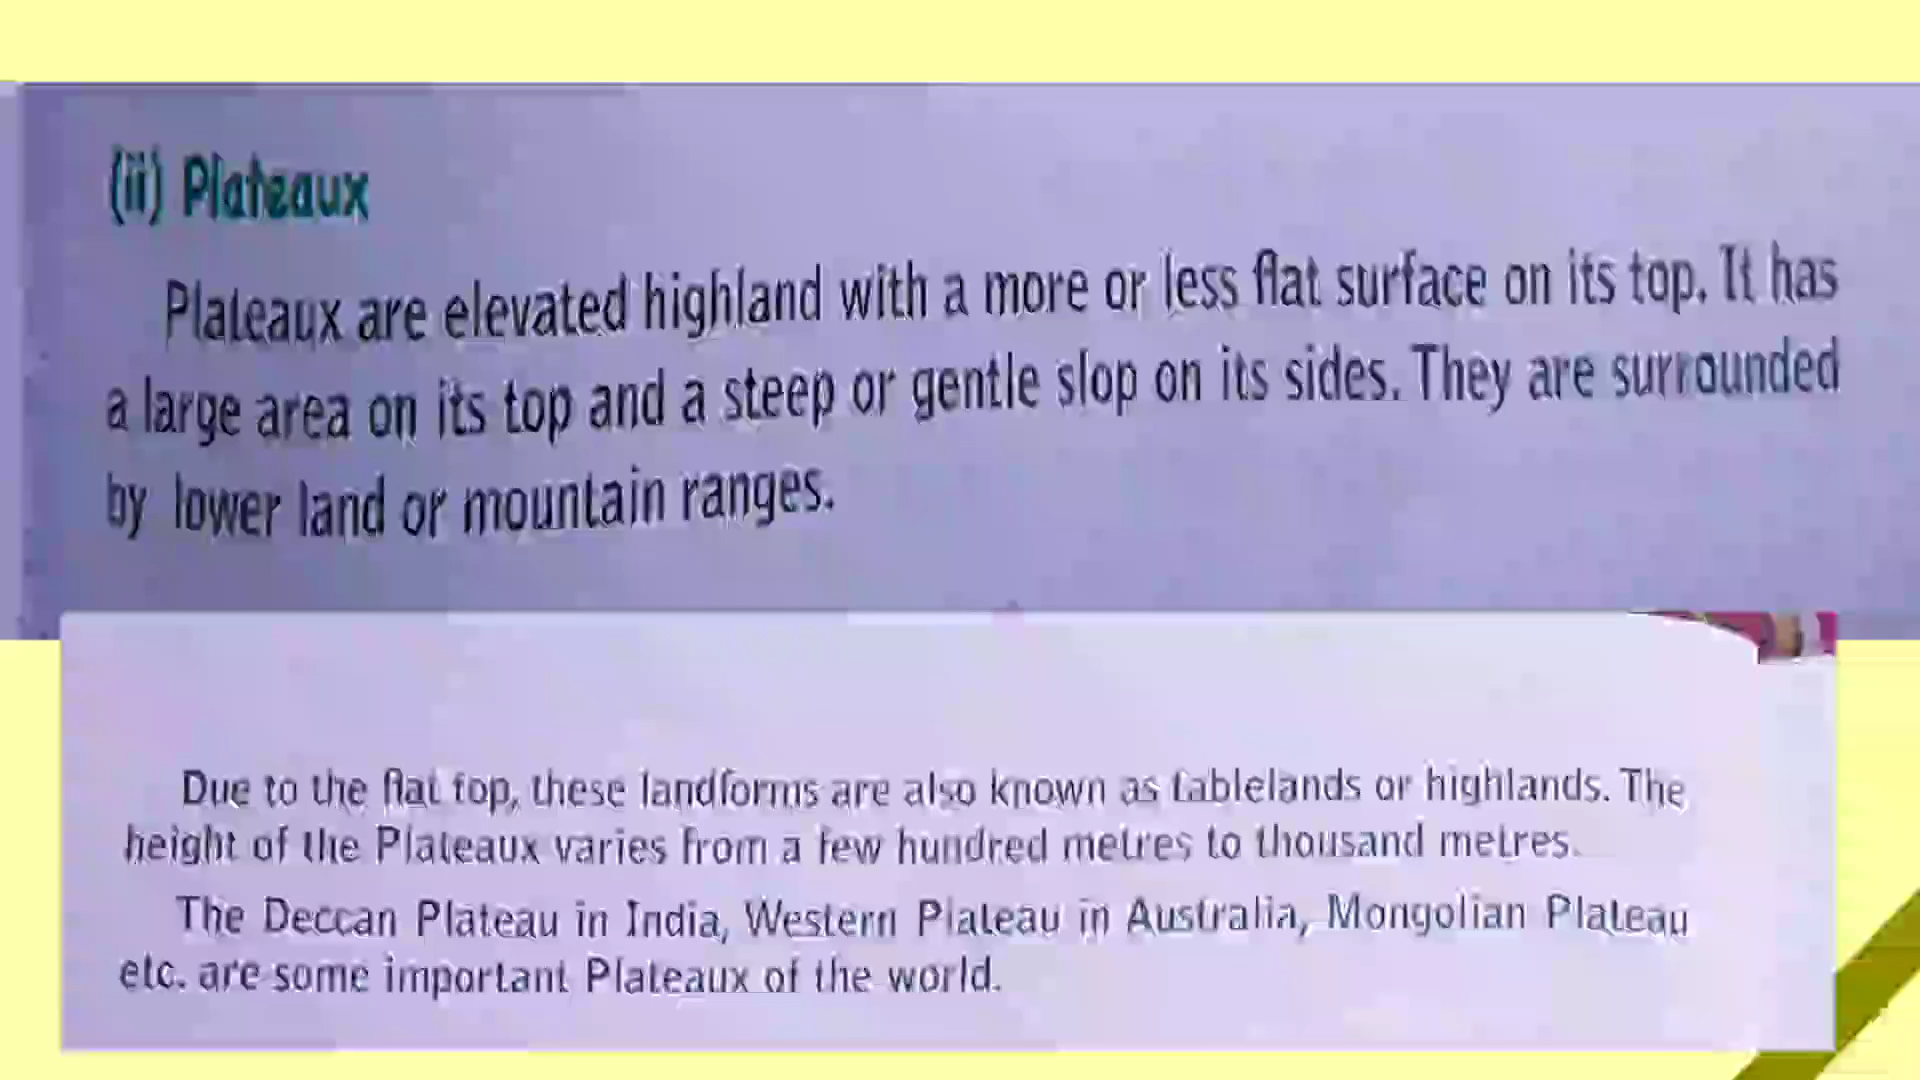 (ii) Plateaux
Plateaux are elevated highland with a more or less flat surface on its top. It has
a large area on its top and a steep or gentle slop on its sides. They are surrounded
by lower land or mountain ranges.
Due to the flat top, these landforms are also known as tablelands or highlands. The
height of the Plateaux varies from a few hundred metres to thousand metres.
The Deccan Plateau in India, Western Plateau in Australia, Mongolian Plateau
etc. are some important Plateaux of the world.